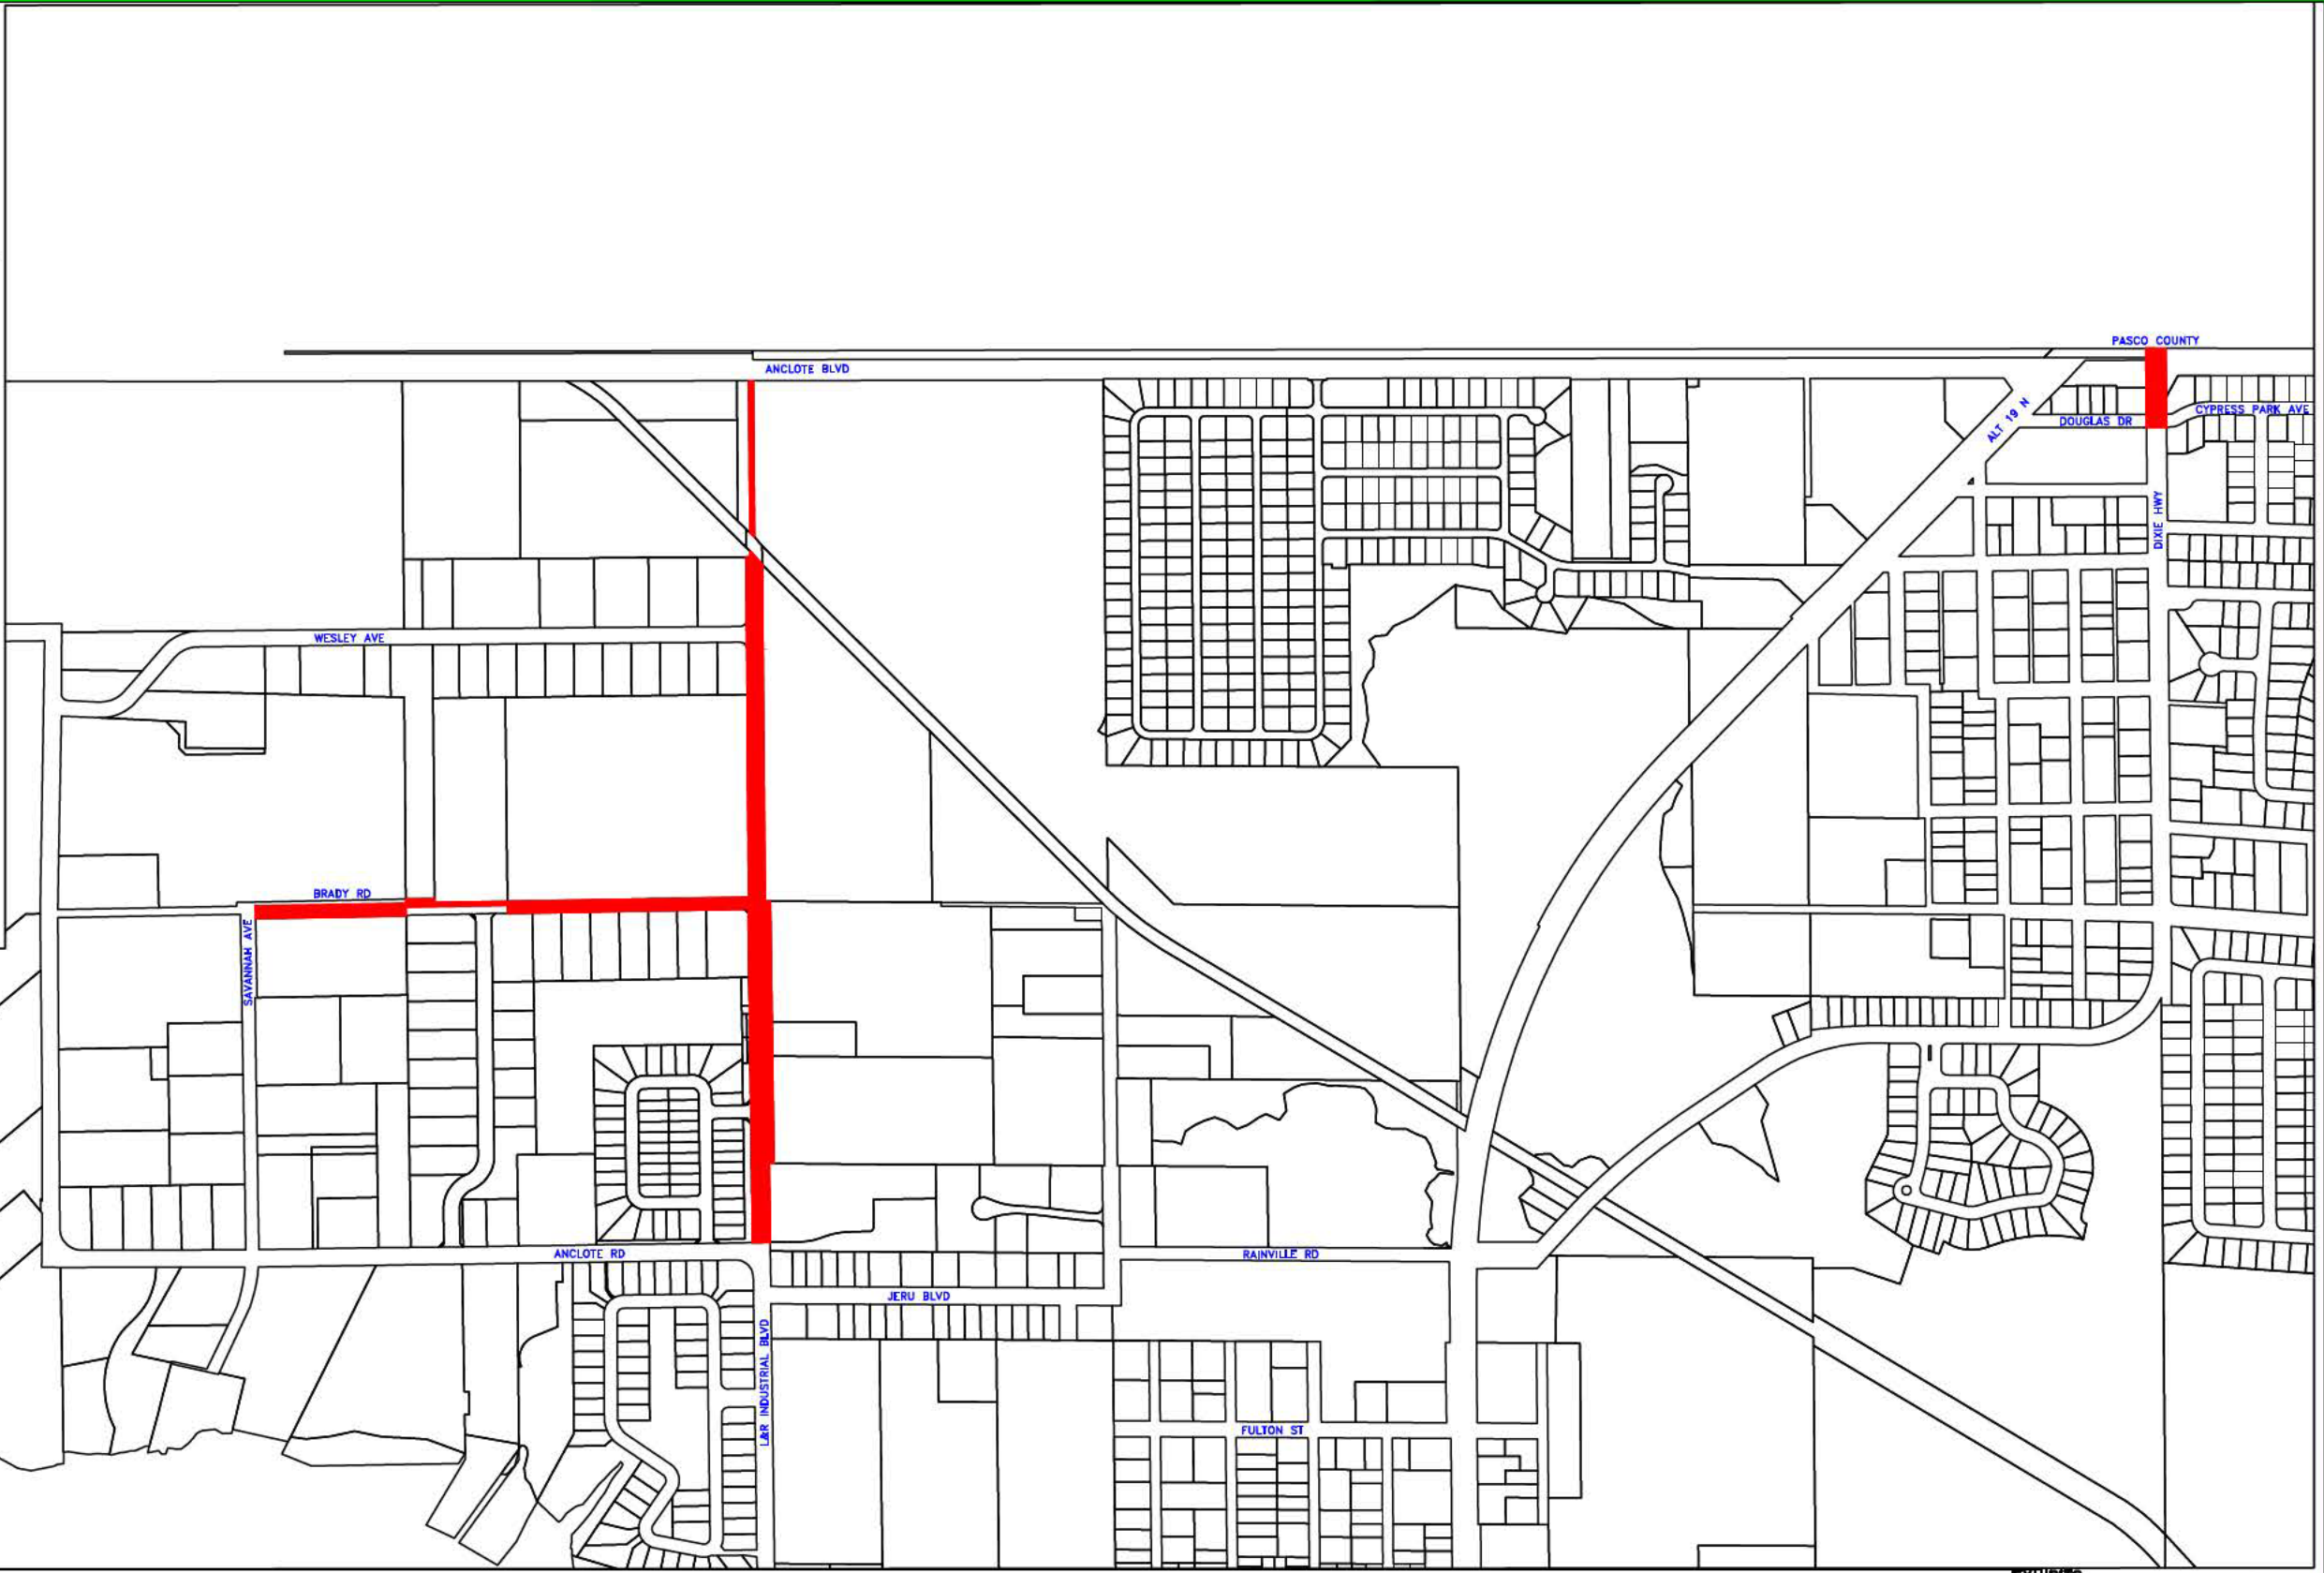 PASCO COUNTY
ANCLOTE BLVD
ALT 19 N
CYPRESS PARK AVE
DOUGLAS DR
DIXIE HWY
WESLEY AVE
BRADY RD
SAVANNAH AVE
ANCLOTE RD
RAINVILLE RD
JERU BLVD
L&R INDUSTRIAL BLVD
FULTON ST